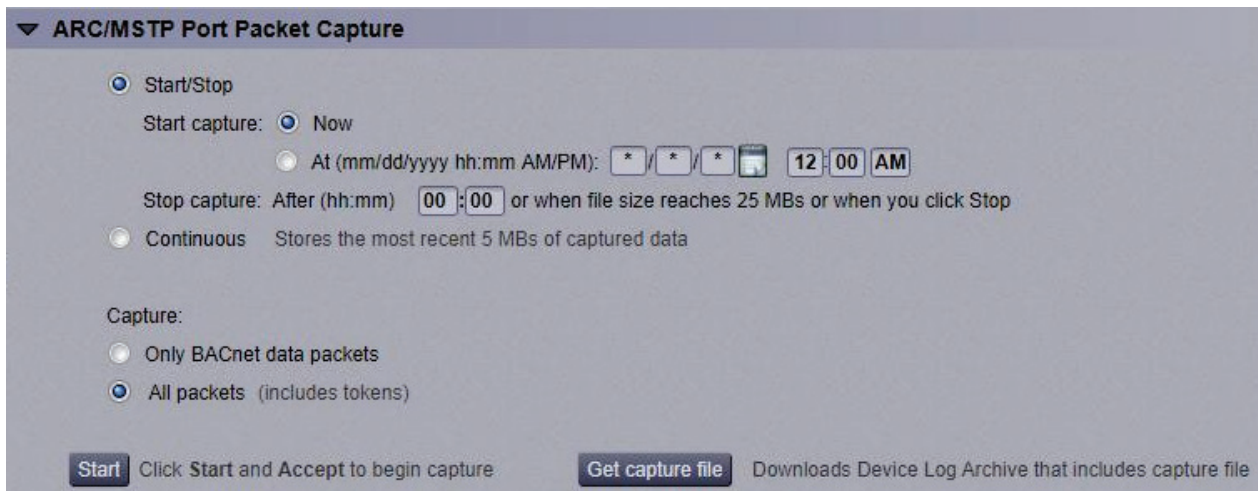 ARC/MSTP Port Packet Capture
Start/Stop
Start capture: Now
At (mm/dd/yyyy hh:mm AM/PM): * / * / * 12 : 00 AM
Stop capture: After (hh:mm) 00 : 00 or when file size reaches 25 MBs or when you click Stop
Continuous Stores the most recent 5 MBs of captured data
Capture:
Only BACnet data packets
All packets (includes tokens)
Start Click Start and Accept to begin capture Get capture file Downloads Device Log Archive that includes capture file